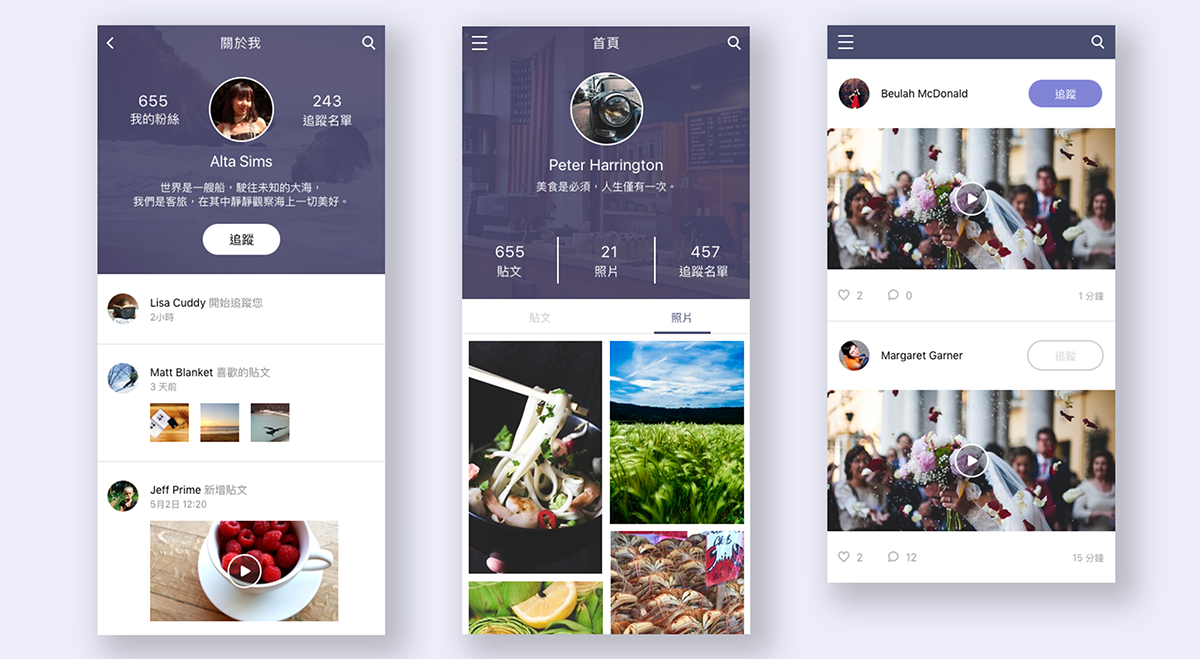 關於我
655
我的粉絲
243
追蹤名單
Alta Sims
世界是一艘船，駛往未知的大海，
我們是客旅，在其中靜靜觀察海上一切美好。
追蹤
Lisa Cuddy 開始追蹤您
2小時
Matt Blanket 喜歡的貼文
3 天前
Jeff Prime 新增貼文
5月2日 12:20
首頁
Peter Harrington
美食是必須，人生僅有一次。
655
貼文
21
照片
457
追蹤名單
貼文
照片
Beulah McDonald
追蹤
2
0
1 分鐘
Margaret Garner
追蹤
2
12
15 分鐘